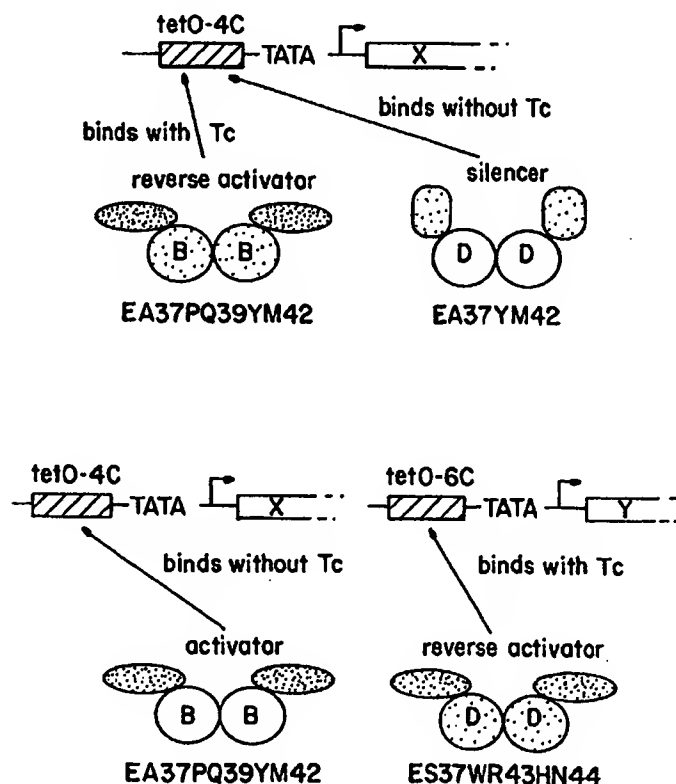 tetO-4C
TATA
X
binds with Tc
binds without Tc
reverse activator
silencer
B B
D D
EA37PQ39YM42
EA37YM42
tetO-4C
tetO-6C
TATA
X
TATA
Y
binds without Tc
binds with Tc
activator
reverse activator
B B
D D
EA37PQ39YM42
ES37WR43HN44